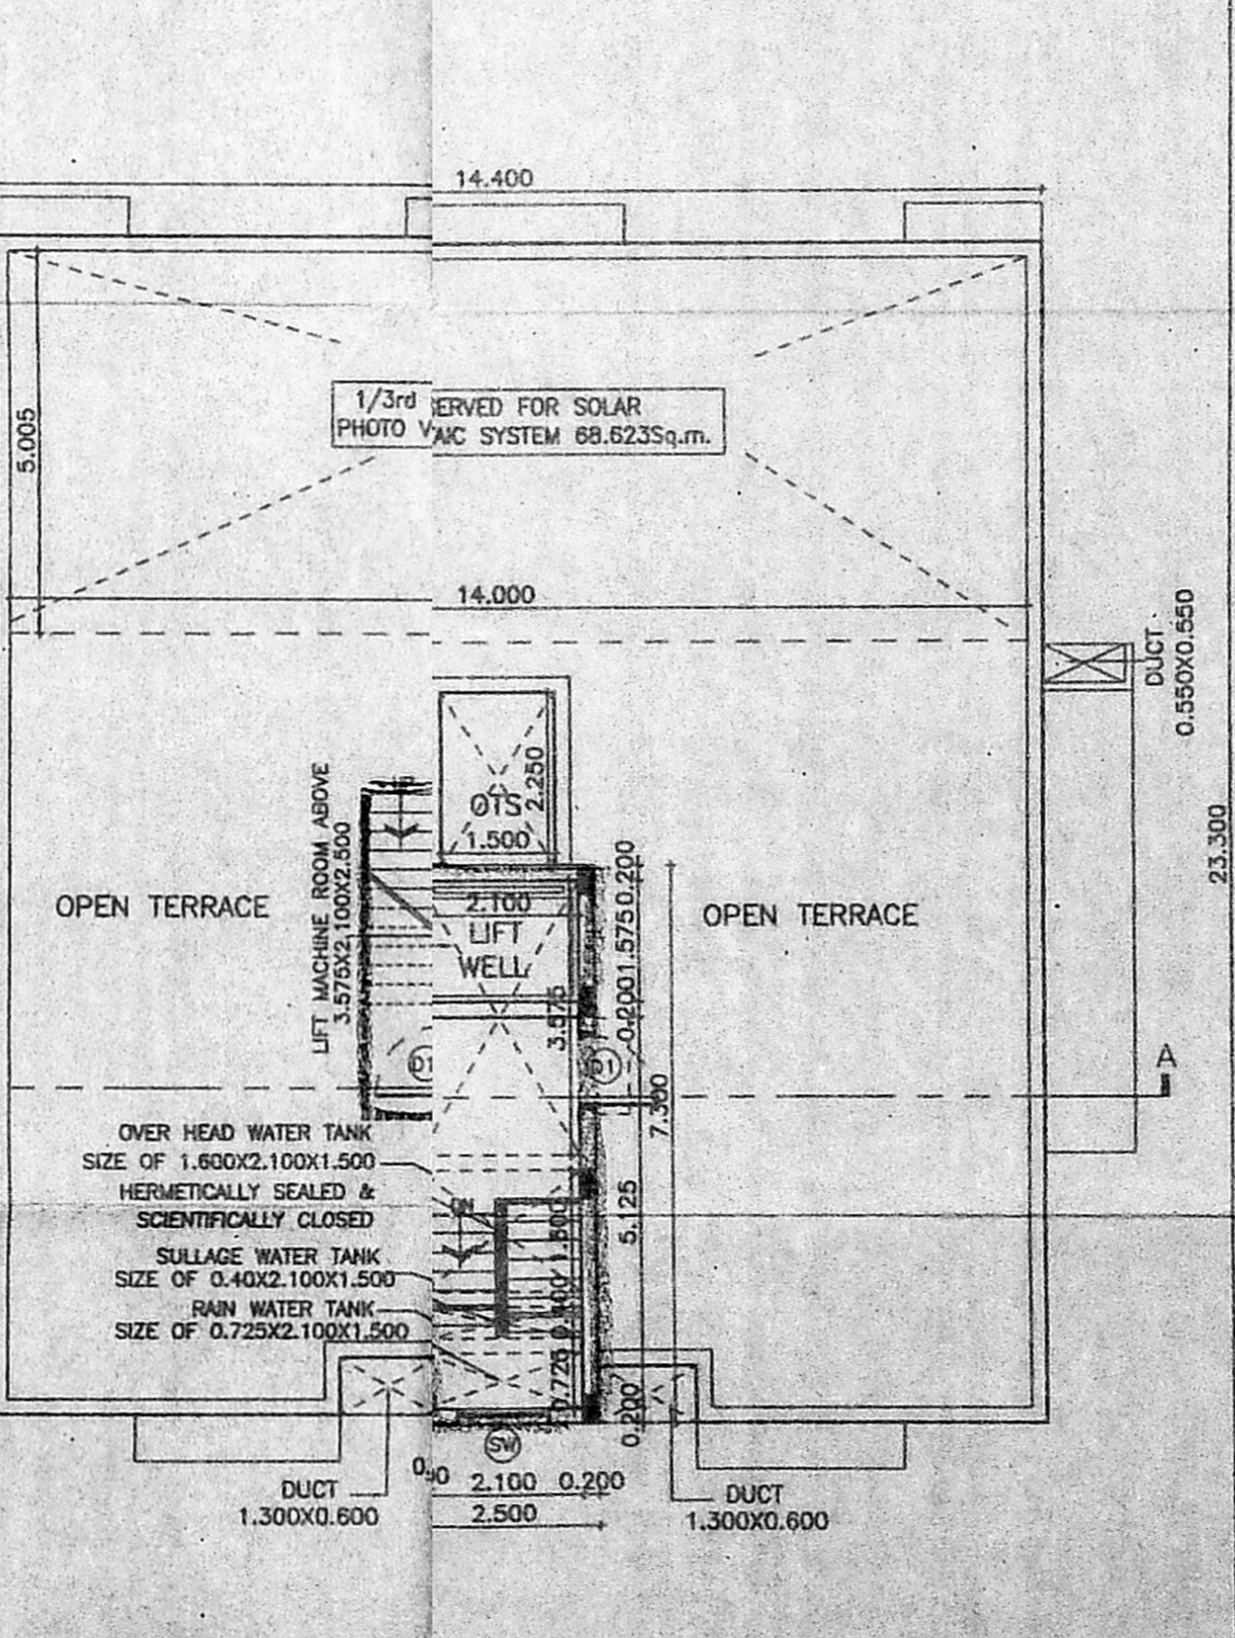 14.400
1/3rd
SERVED FOR SOLAR
PHOTO V
AIC SYSTEM 68.623Sq.m.
5.005
14.000
DUCT
0.550X0.550
23.300
OTS
2.250
1.500
LIFT MACHINE ROOM ABOVE
3.575X2.100X2.500
OPEN TERRACE
2.100
LIFT
WELL
3.575
0.200
1.575
0.200
OPEN TERRACE
D1
D1
A
7.300
5.125
OVER HEAD WATER TANK
SIZE OF 1.600X2.100X1.500
HERMETICALLY SEALED &
SCIENTIFICALLY CLOSED
SULLAGE WATER TANK
SIZE OF 0.40X2.100X1.500
RAIN WATER TANK
SIZE OF 0.725X2.100X1.500
DN
1.600
0.400
0.725
0.200
SW
2.100 0.200
2.500
DUCT
1.300X0.600
DUCT
1.300X0.600